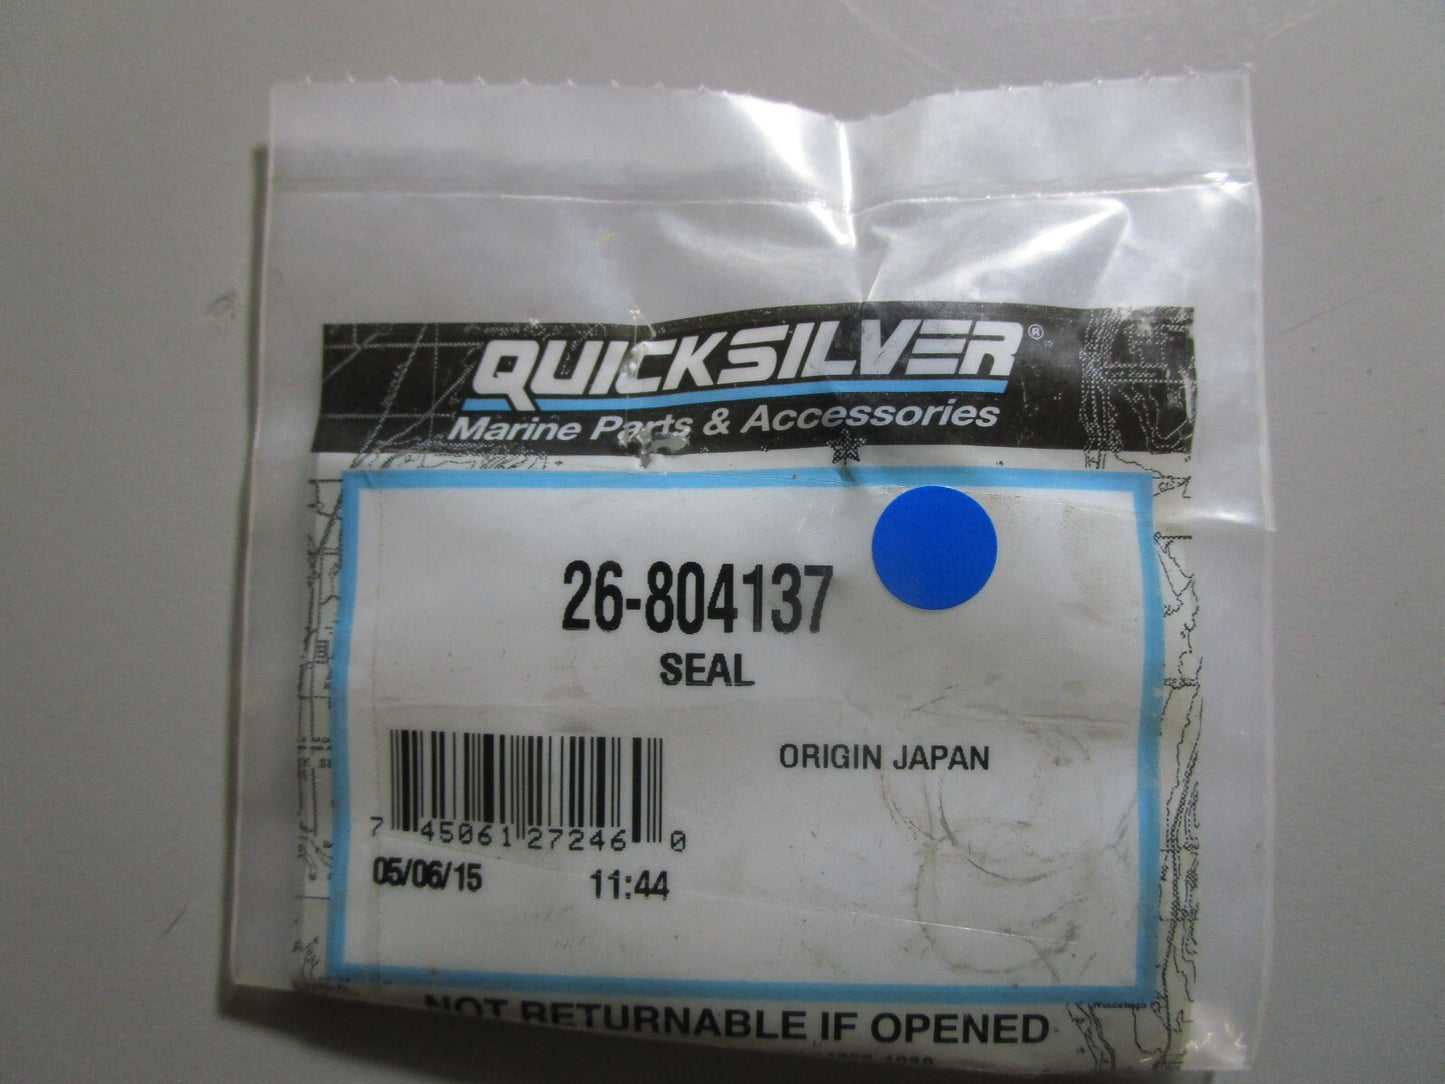 QUICKSILVER®
Marine Parts & Accessories
26-804137
SEAL
ORIGIN JAPAN
7 45061 27246 0
05/06/15 11:44
NOT RETURNABLE IF OPENED